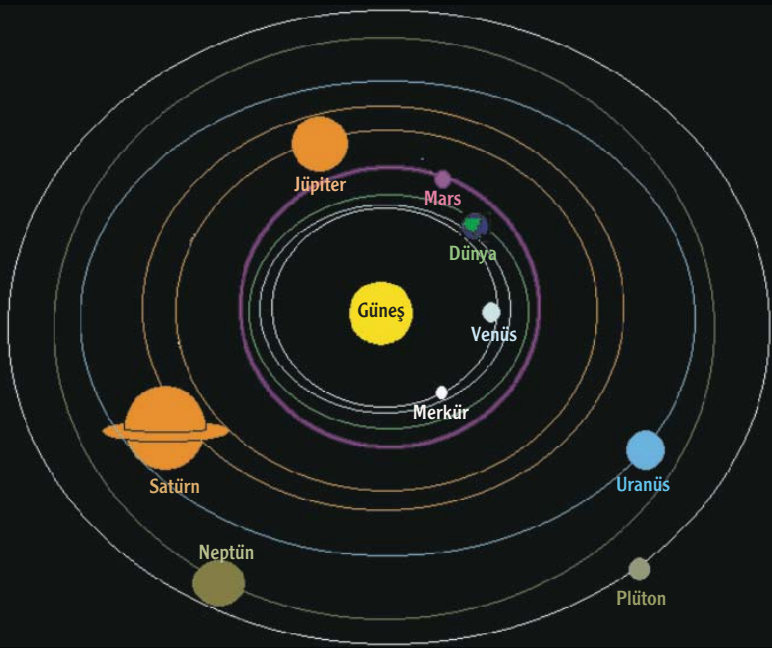 Jüpiter
Mars
Dünya
Güneş
Venüs
Merkür
Satürn
Uranüs
Neptün
Plüton